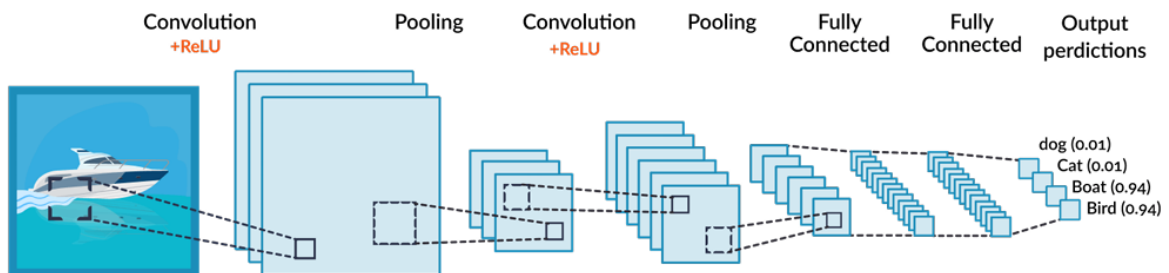 Convolution
+ReLU
Pooling
Convolution
+ReLU
Pooling
Fully
Connected
Fully
Connected
Output
perdictions
dog (0.01)
Cat (0.01)
Boat (0.94)
Bird (0.94)